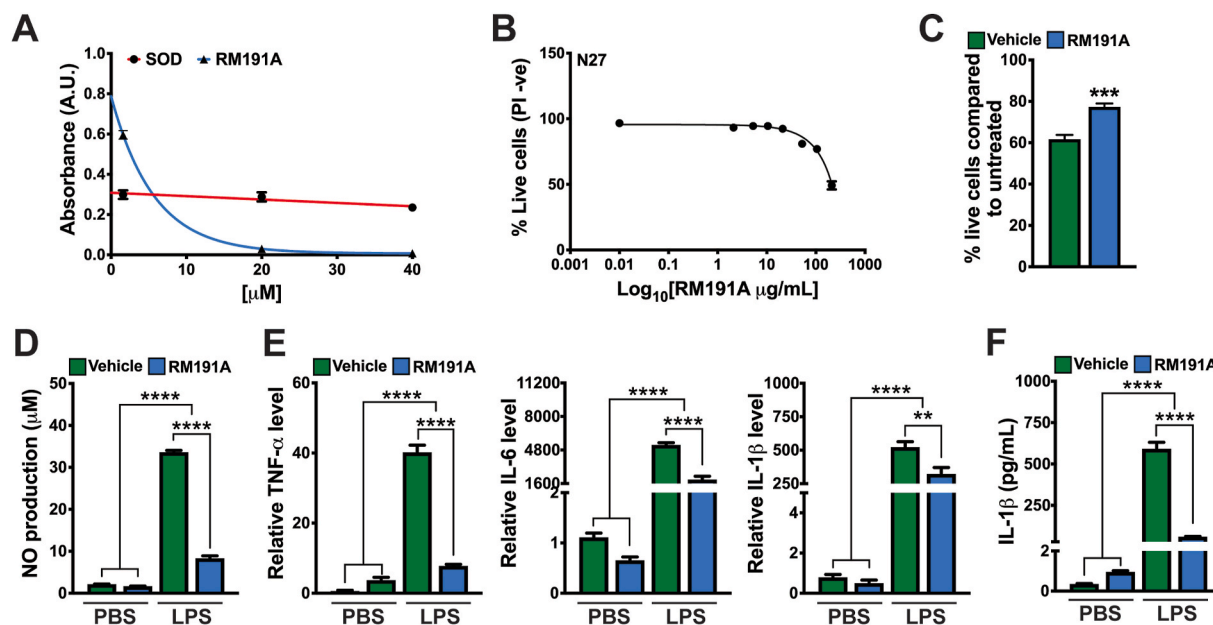 A
SOD RM191A
Absorbance (A.U.)
1.0
0.8
0.6
0.4
0.2
0.0
0 10 20 30 40
[μM]
B
N27
% Live cells (PI -ve)
150
100
50
0
0.001 0.01 0.1 1 10 100 1000
Log10[RM191A μg/mL]
C
Vehicle RM191A
% live cells compared
to untreated
100
80
60
40
20
0
***
D
Vehicle RM191A
NO production (μM)
50
40
30
20
10
0
****
****
PBS LPS
E
Vehicle RM191A
Relative TNF-α level
60
40
20
0
****
****
PBS LPS
Relative IL-6 level
11200
8000
4800
1600
2
1
0
****
****
PBS LPS
Relative IL-1β level
1000
750
500
250
4
2
0
****
**
PBS LPS
F
Vehicle RM191A
IL-1β (pg/mL)
900
600
300
2
0
****
****
PBS LPS